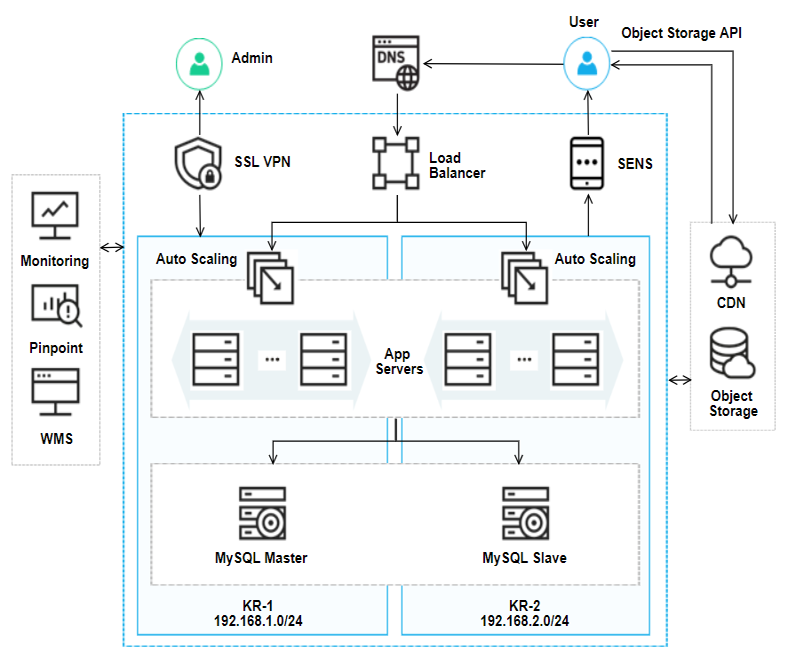 User
Object Storage API
Admin
DNS
SSL VPN
Load
Balancer
SENS
Monitoring
Pinpoint
WMS
Auto Scaling
Auto Scaling
App
Servers
CDN
Object
Storage
MySQL Master
MySQL Slave
KR-1
192.168.1.0/24
KR-2
192.168.2.0/24